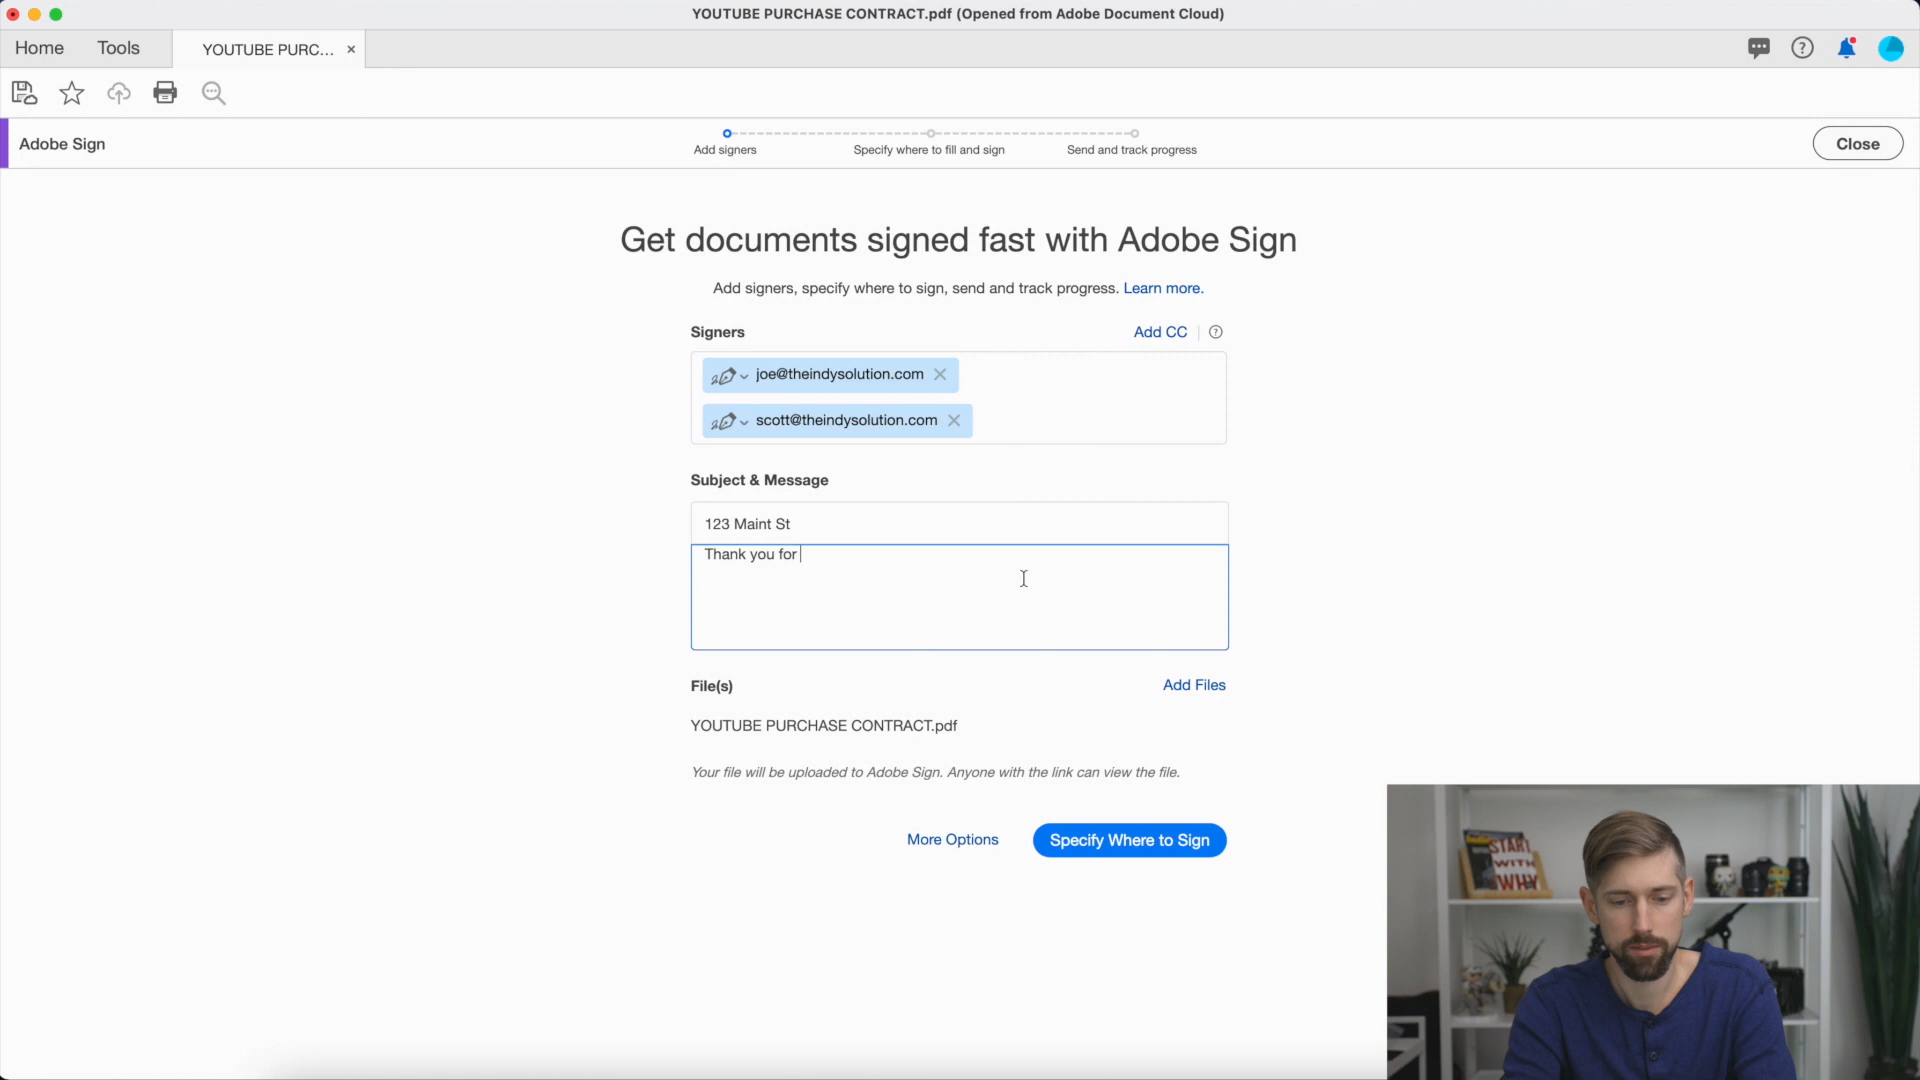 YOUTUBE PURCHASE CONTRACT.pdf (Opened from Adobe Document Cloud)
Home Tools YOUTUBE PURC... ×
Adobe Sign
Add signers Specify where to fill and sign Send and track progress
Close
Get documents signed fast with Adobe Sign
Add signers, specify where to sign, send and track progress. Learn more.
Signers Add CC
joe@theindysolution.com
scott@theindysolution.com
Subject & Message
123 Maint St
Thank you for
File(s) Add Files
YOUTUBE PURCHASE CONTRACT.pdf
Your file will be uploaded to Adobe Sign. Anyone with the link can view the file.
More Options Specify Where to Sign
START
WITH
WHY